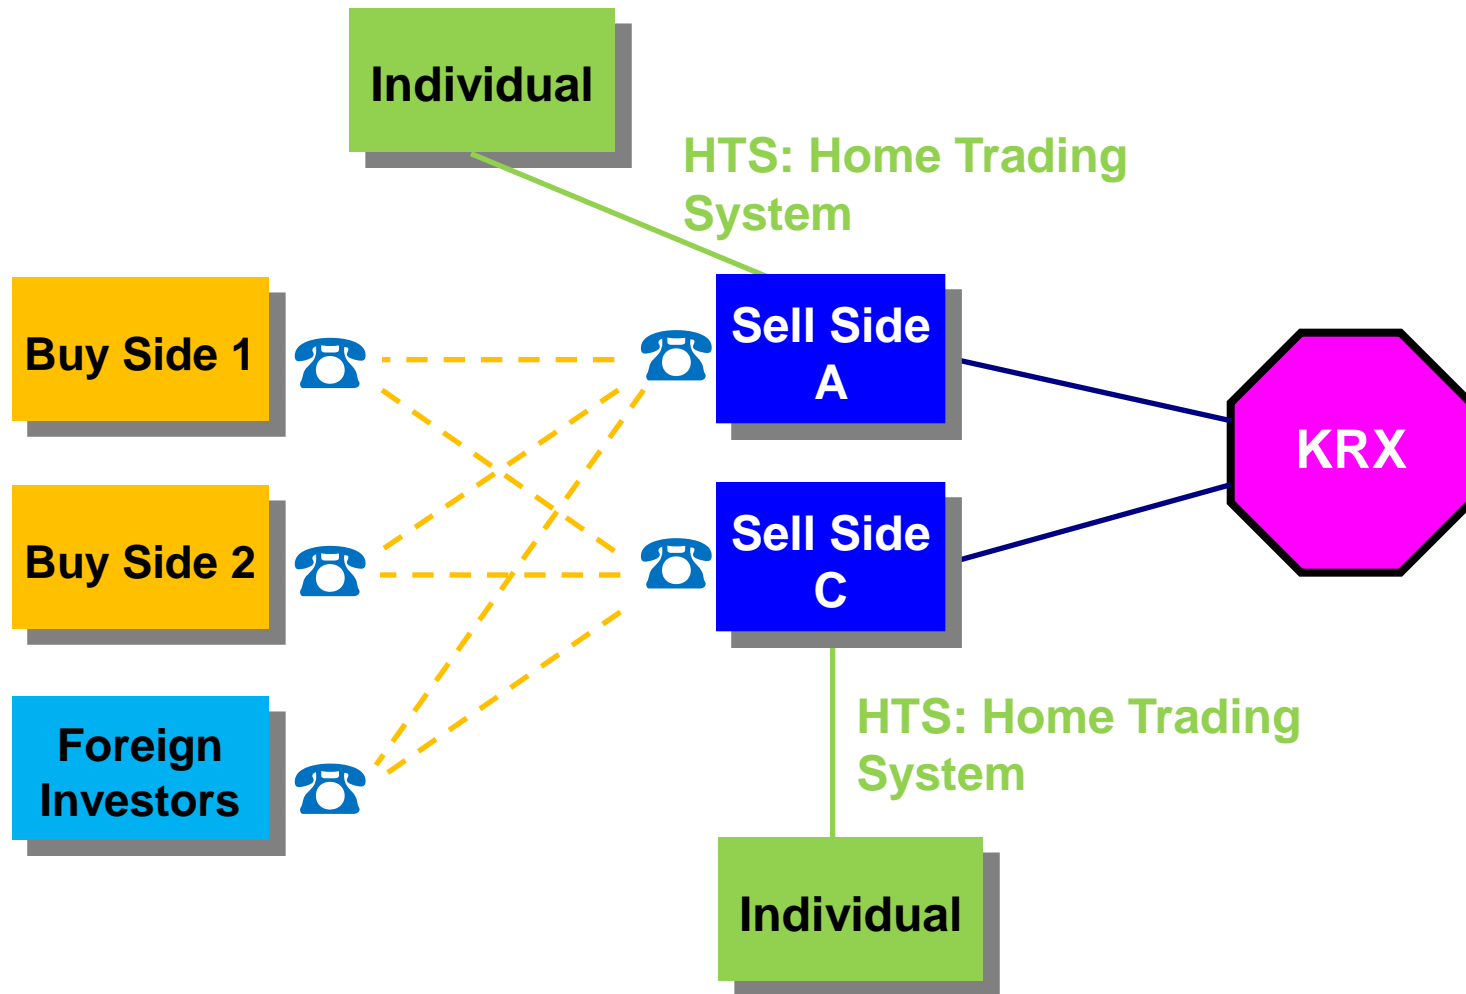 Individual
HTS: Home Trading
System
Buy Side 1
Sell Side
A
KRX
Buy Side 2
Sell Side
C
Foreign
Investors
HTS: Home Trading
System
Individual